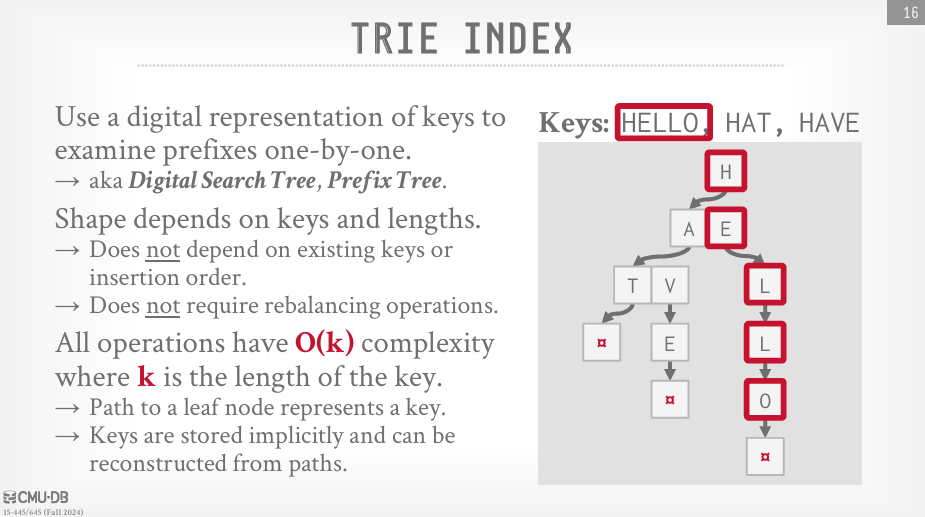 16
TRIE INDEX
Use a digital representation of keys to
examine prefixes one-by-one.
→ aka Digital Search Tree, Prefix Tree.
Shape depends on keys and lengths.
→ Does not depend on existing keys or
insertion order.
→ Does not require rebalancing operations.
All operations have O(k) complexity
where k is the length of the key.
→ Path to a leaf node represents a key.
→ Keys are stored implicitly and can be
reconstructed from paths.
Keys: HELLO, HAT, HAVE
H
A E
T V L
¤ E L
¤ O
¤
CMU-DB
15-445/645 (Fall 2024)